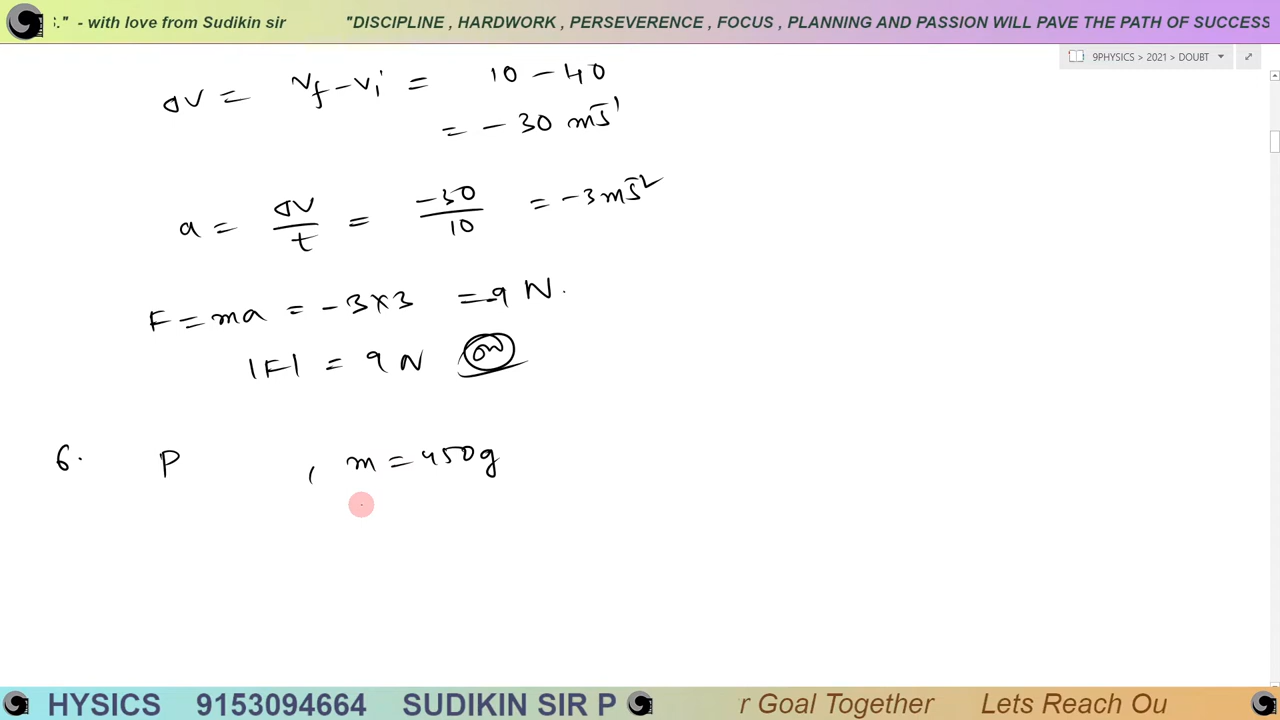 ." - with love from Sudikin sir "DISCIPLINE , HARDWORK , PERSEVERENCE , FOCUS , PLANNING AND PASSION WILL PAVE THE PATH OF SUCCESS
9PHYSICS > 2021 > DOUBT
ΔV = Vf - Vi = 10 - 40
= - 30 ms⁻¹
a = ΔV/t = -30/10 = -3 ms⁻²
F = ma = -3×3 = -9 N.
|F| = 9 N
6. P , m = 450g
HYSICS 9153094664 SUDIKIN SIR P r Goal Together Lets Reach Ou